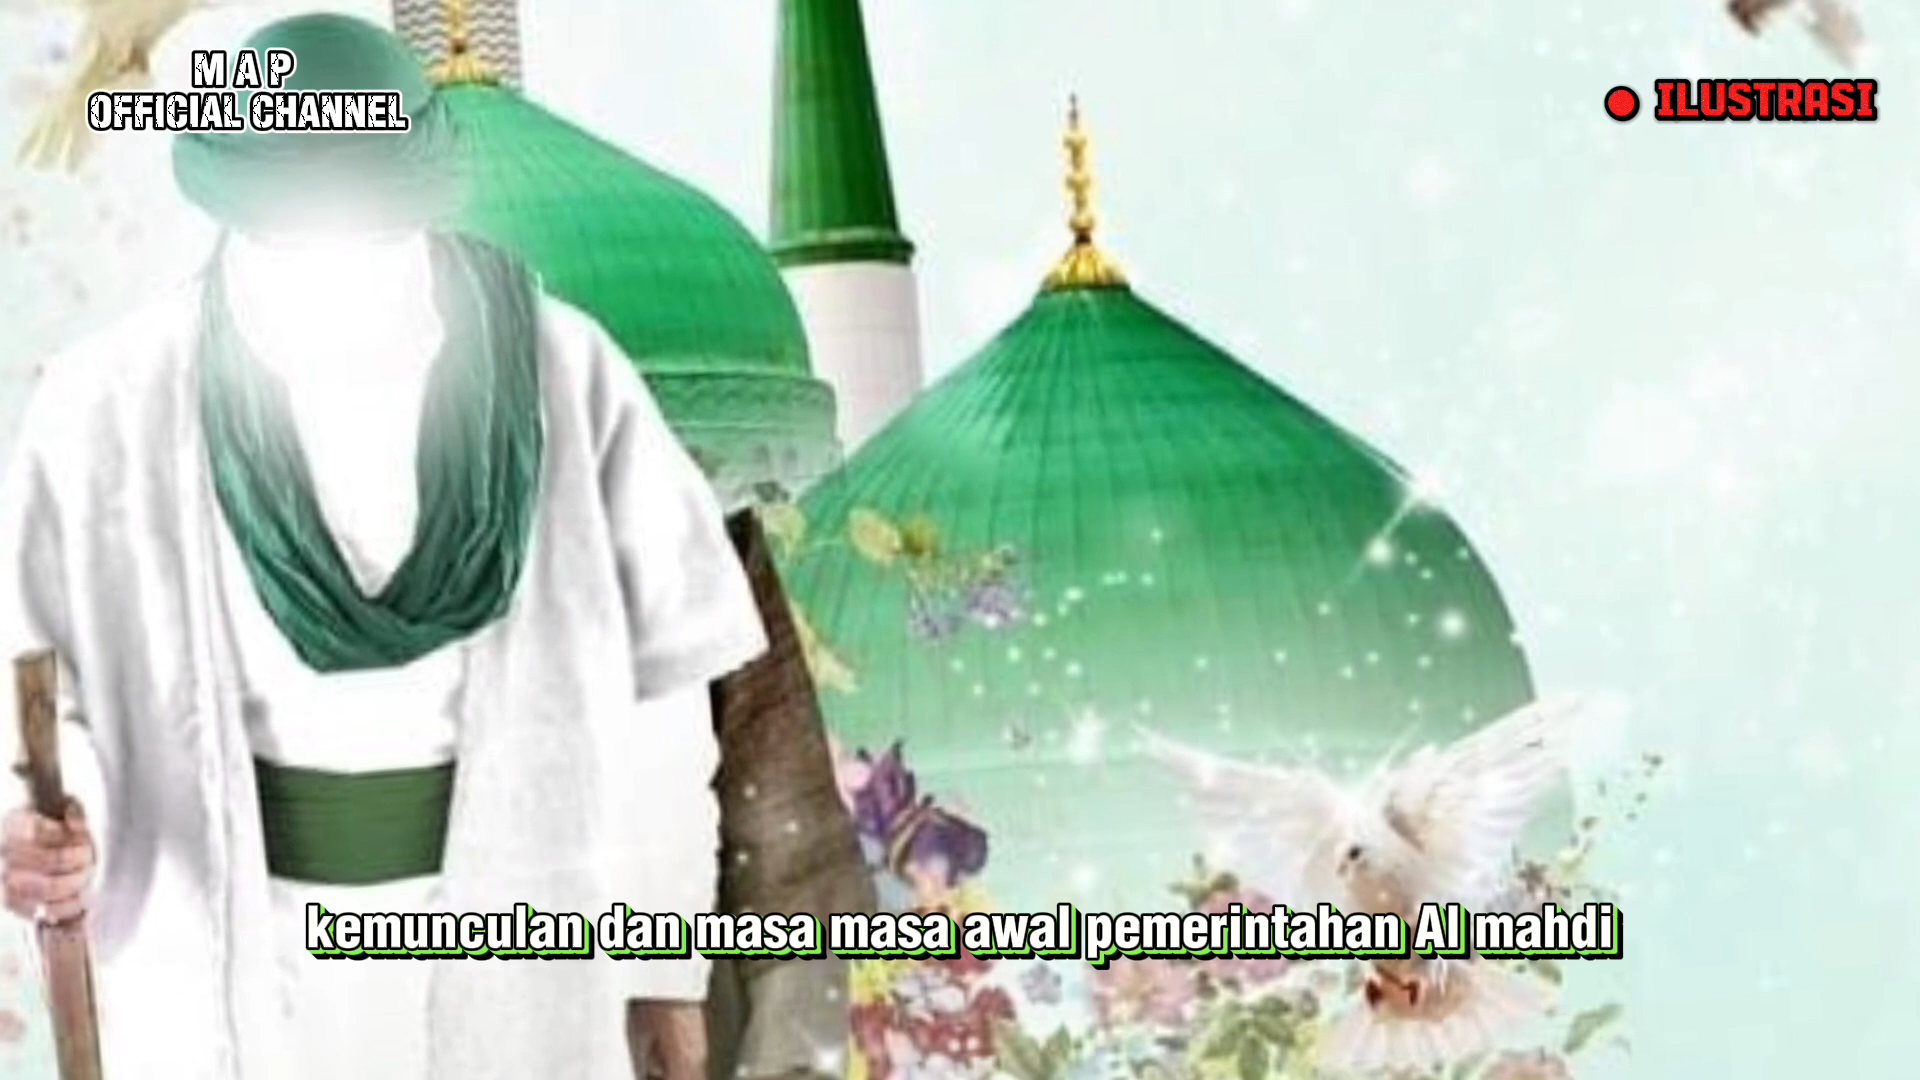 M A P
OFFICIAL CHANNEL
ILUSTRASI
kemunculan dan masa masa awal pemerintahan Al mahdi